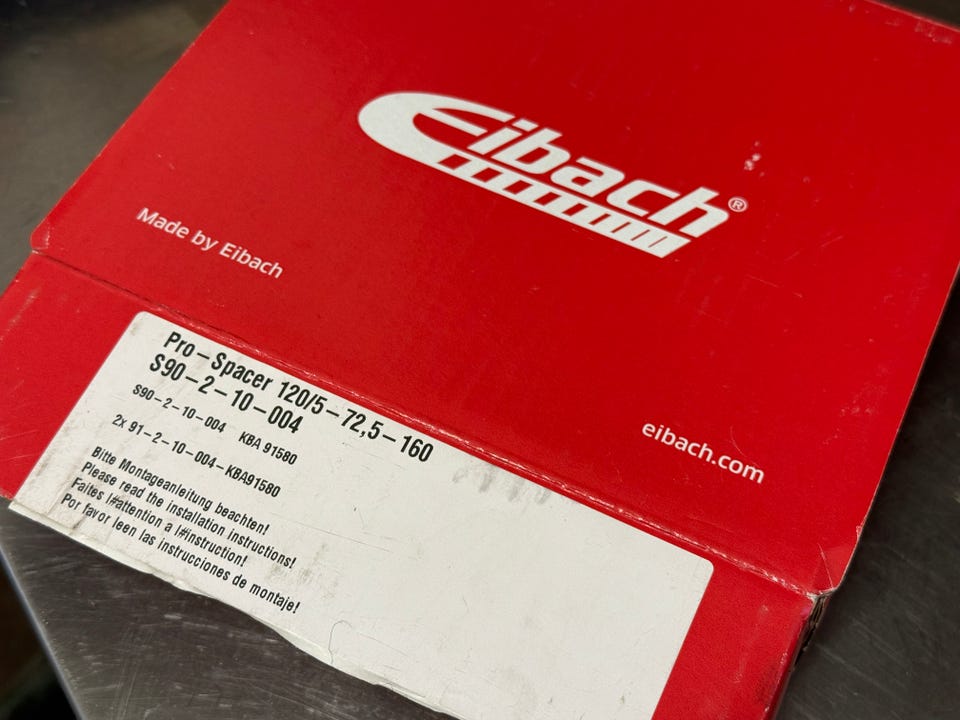 Eibach®
Made by Eibach
eibach.com
Pro-Spacer 120/5-72,5-160
S90-2-10-004
S90-2-10-004 KBA 91580
2x 91-2-10-004-KBA91580
Bitte Montageanleitung beachten!
Please read the installation instructions!
Faites l#attention a l#instruction!
Por favor leen las instrucciones de montaje!